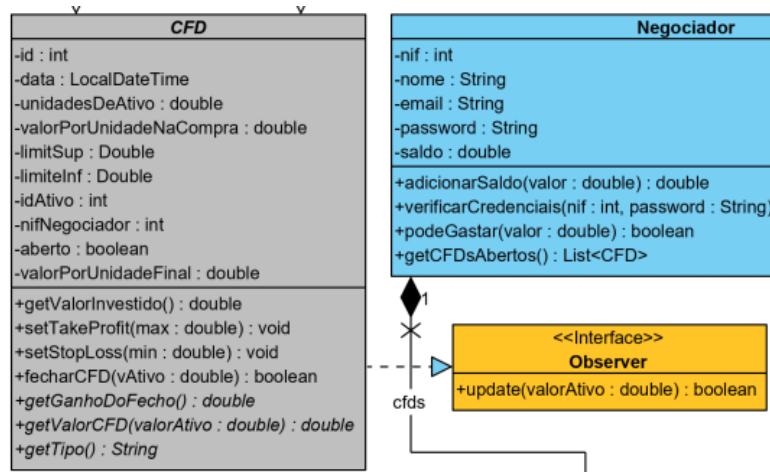 CFD
-id : int
-data : LocalDateTime
-unidadesDeAtivo : double
-valorPorUnidadeNaCompra : double
-limitSup : Double
-limiteInf : Double
-idAtivo : int
-nifNegociador : int
-aberto : boolean
-valorPorUnidadeFinal : double
+getValorInvestido() : double
+setTakeProfit(max : double) : void
+setStopLoss(min : double) : void
+fecharCFD(vAtivo : double) : boolean
+getGanhoDoFecho() : double
+getValorCFD(valorAtivo : double) : double
+getTipo() : String
Negociador
-nif : int
-nome : String
-email : String
-password : String
-saldo : double
+adicionarSaldo(valor : double) : double
+verificarCredenciais(nif : int, password : String)
+podeGastar(valor : double) : boolean
+getCFDsAbertos() : List<CFD>
1
<<Interface>>
Observer
+update(valorAtivo : double) : boolean
cfds